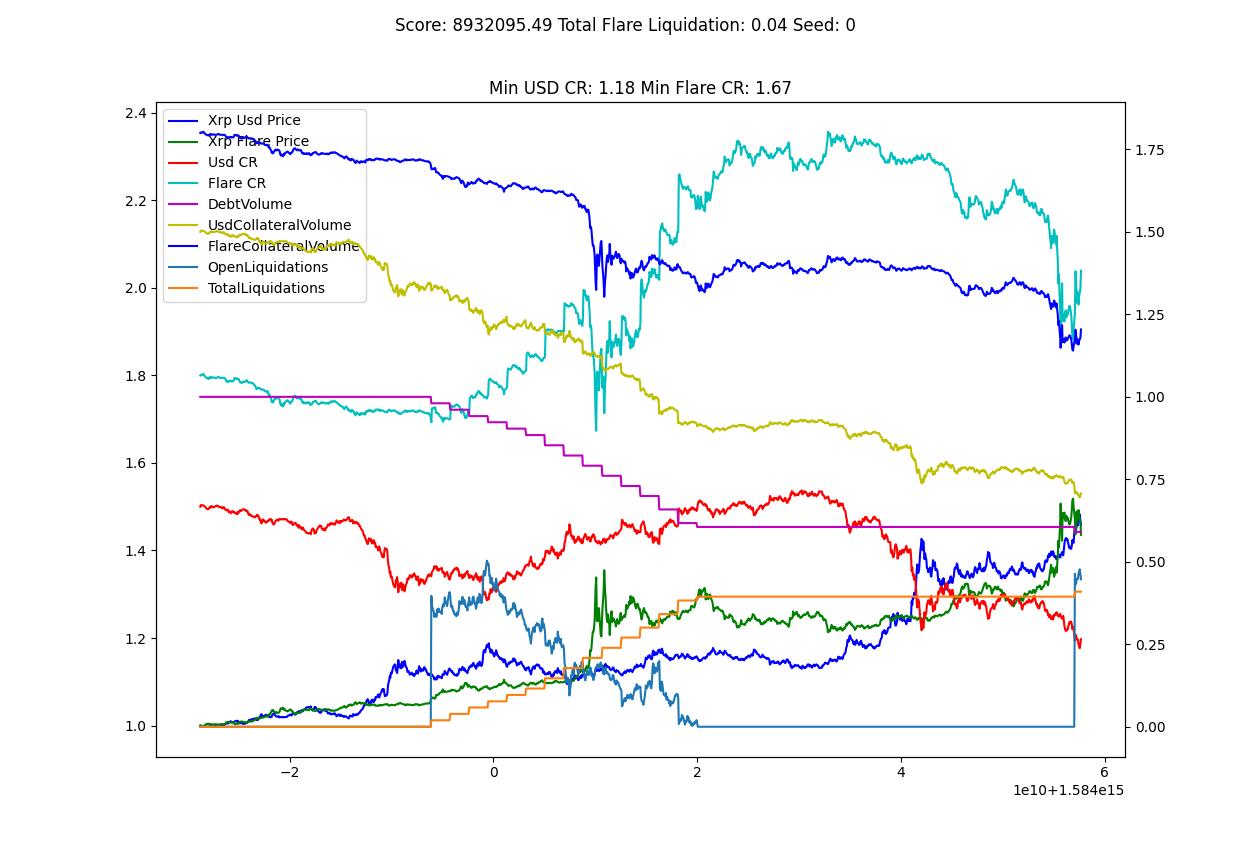 Score: 8932095.49 Total Flare Liquidation: 0.04 Seed: 0
Min USD CR: 1.18 Min Flare CR: 1.67
Xrp Usd Price
Xrp Flare Price
Usd CR
Flare CR
DebtVolume
UsdCollateralVolume
FlareCollateralVolume
OpenLiquidations
TotalLiquidations
2.4
2.2
2.0
1.8
1.6
1.4
1.2
1.0
1.75
1.50
1.25
1.00
0.75
0.50
0.25
0.00
−2
0
2
4
6
1e10+1.584e15